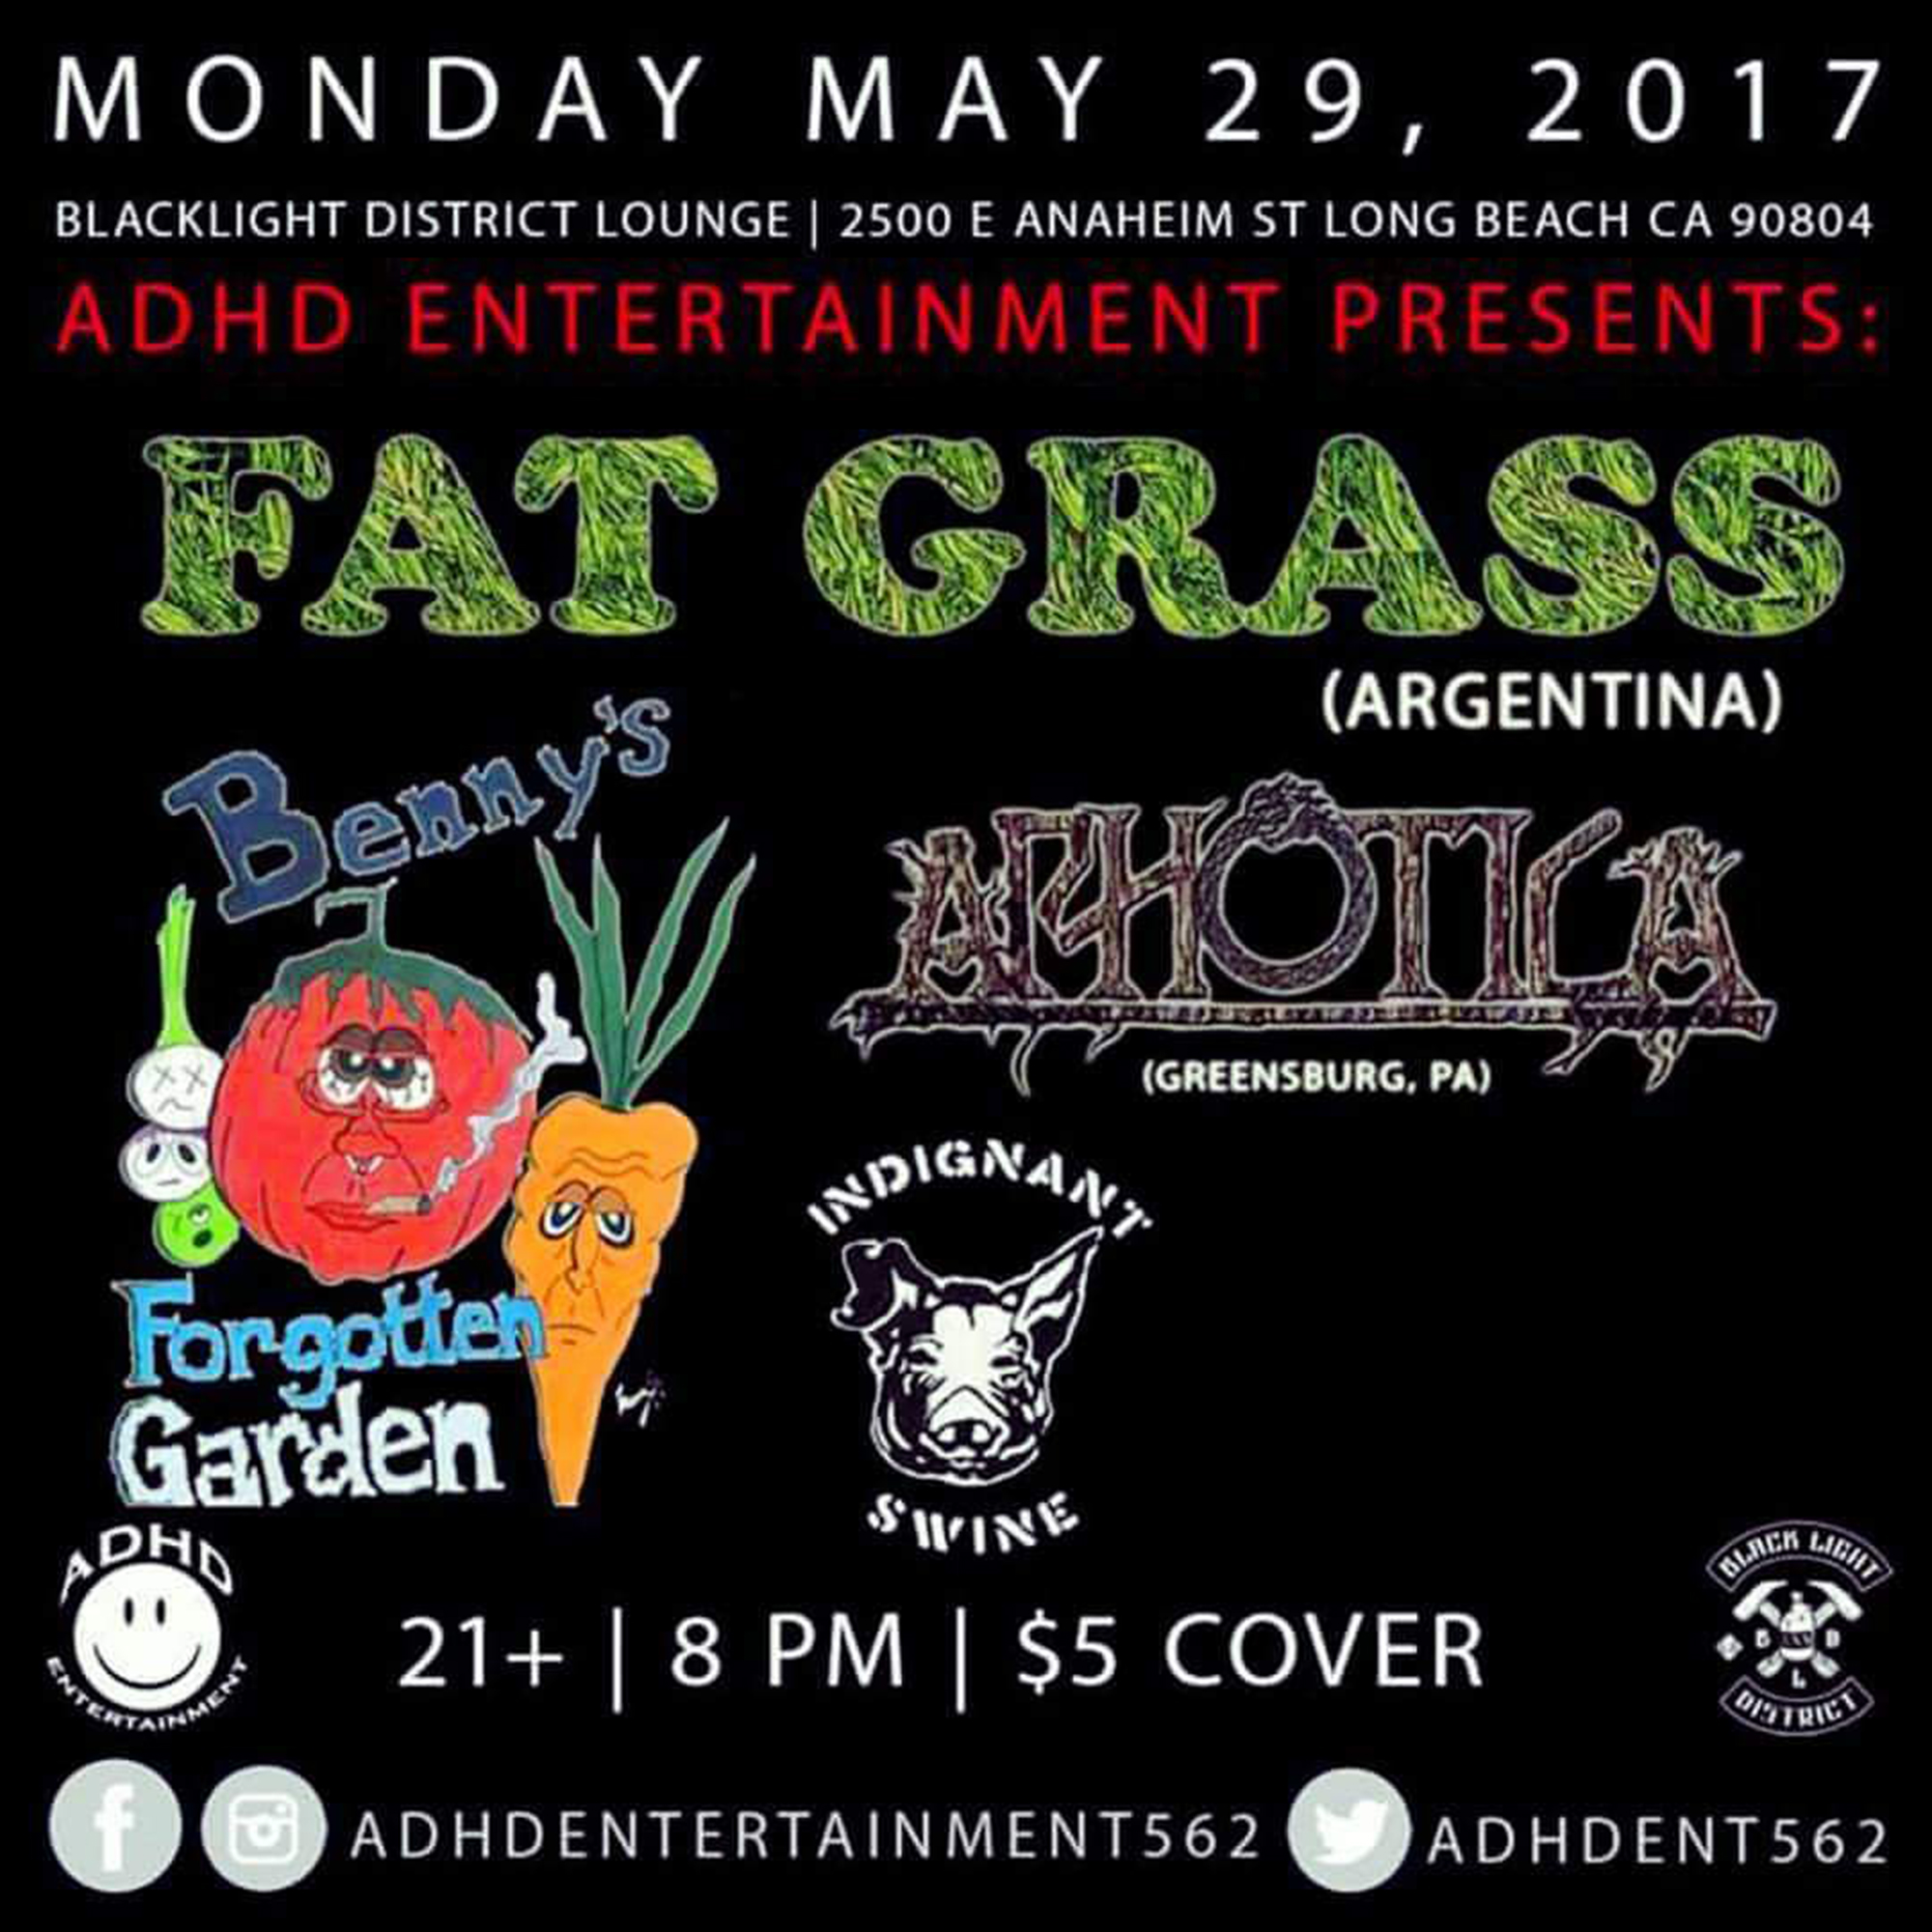 MONDAY MAY 29, 2017
BLACKLIGHT DISTRICT LOUNGE | 2500 E ANAHEIM ST LONG BEACH CA 90804
ADHD ENTERTAINMENT PRESENTS:
FAT GRASS
(ARGENTINA)
Benny's
Forgotten
Garden
APHOTICA
(GREENSBURG, PA)
INDIGNANT
SWINE
ADHD
ENTERTAINMENT
21+ | 8 PM | $5 COVER
BLACK LIGHT
DISTRICT
ADHDENTERTAINMENT562
ADHDENT562